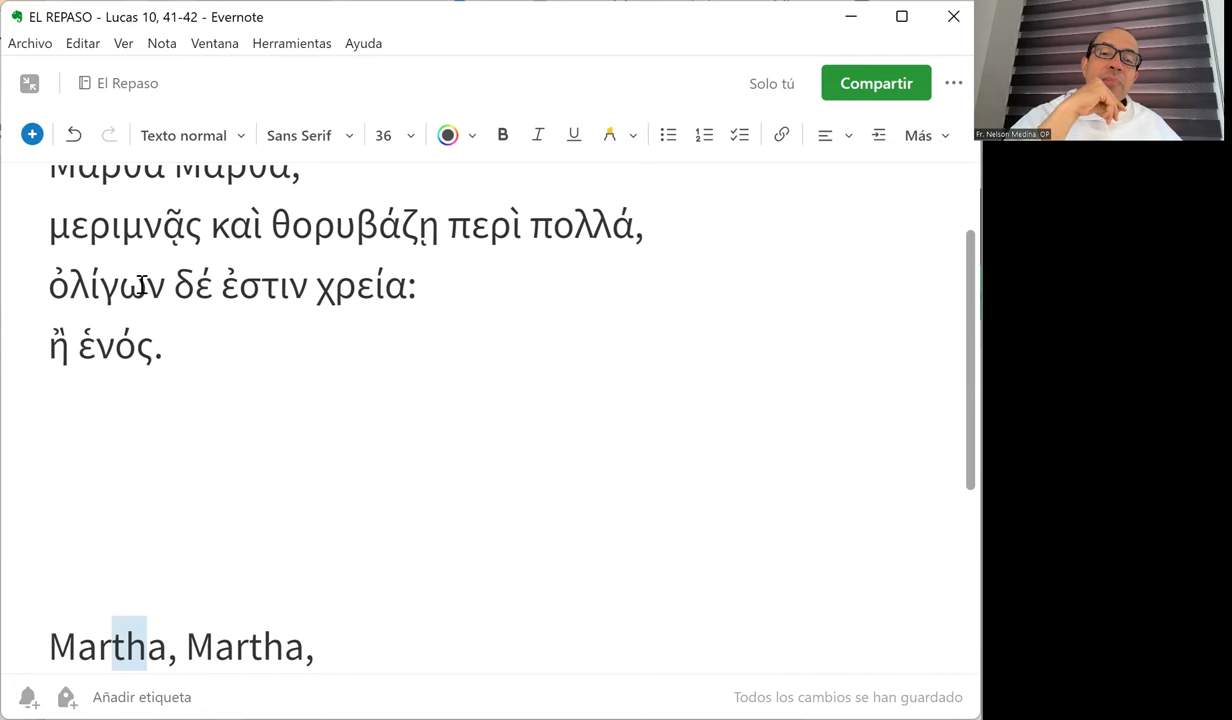 EL REPASO - Lucas 10, 41-42 - Evernote
Archivo Editar Ver Nota Ventana Herramientas Ayuda
El Repaso
Solo tú
Compartir
Texto normal
Sans Serif
36
B I U
Más
Μάρθα Μάρθα,
μεριμνᾷς καὶ θορυβάζῃ περὶ πολλά,
ὀλίγων δέ ἐστιν χρεία:
ἢ ἑνός.
Martha, Martha,
Añadir etiqueta
Todos los cambios se han guardado
Fr. Nelson Medina, OP